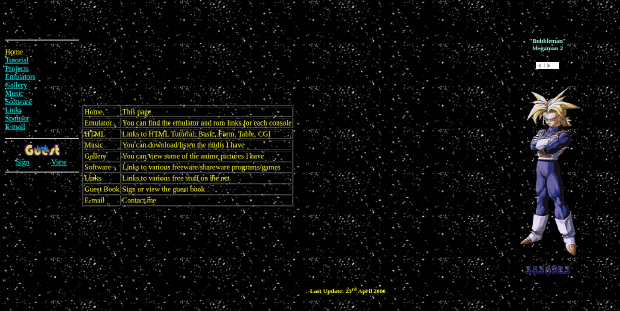 Home
Tutorial
Projects
Emulators
Gallery
Music
Software
Links
Sponsor
E-mail
Guest
Sign View
Home. This page
Emulator You can find the emulator and rom links for each console
HTML Links to HTML Tutorial; Basic, Form, Table, CGI
Music You can download/listen the midis I have
Gallery You can view some of the anime pictures I have
Software Links to various freeware/shareware programs/games
Links Links to various free stuff on the net
Guest Book Sign or view the guest book
E-mail Contact me
"Bubbleman"
Megaman 2
Last Update: 23rd April 2000